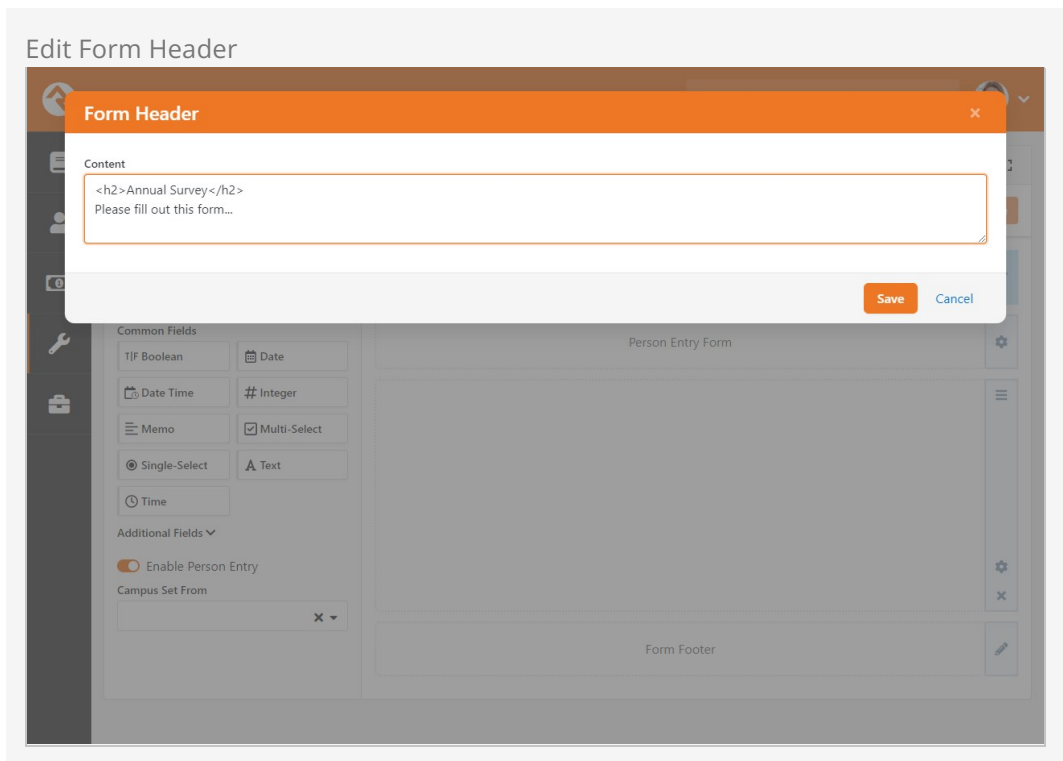 Edit Form Header
Form Header
Content
<h2>Annual Survey</h2>
Please fill out this form...
Save Cancel
Common Fields
T|F Boolean Date
Date Time # Integer
Memo Multi-Select
Single-Select A Text
Time
Additional Fields
Enable Person Entry
Campus Set From
Person Entry Form
Form Footer